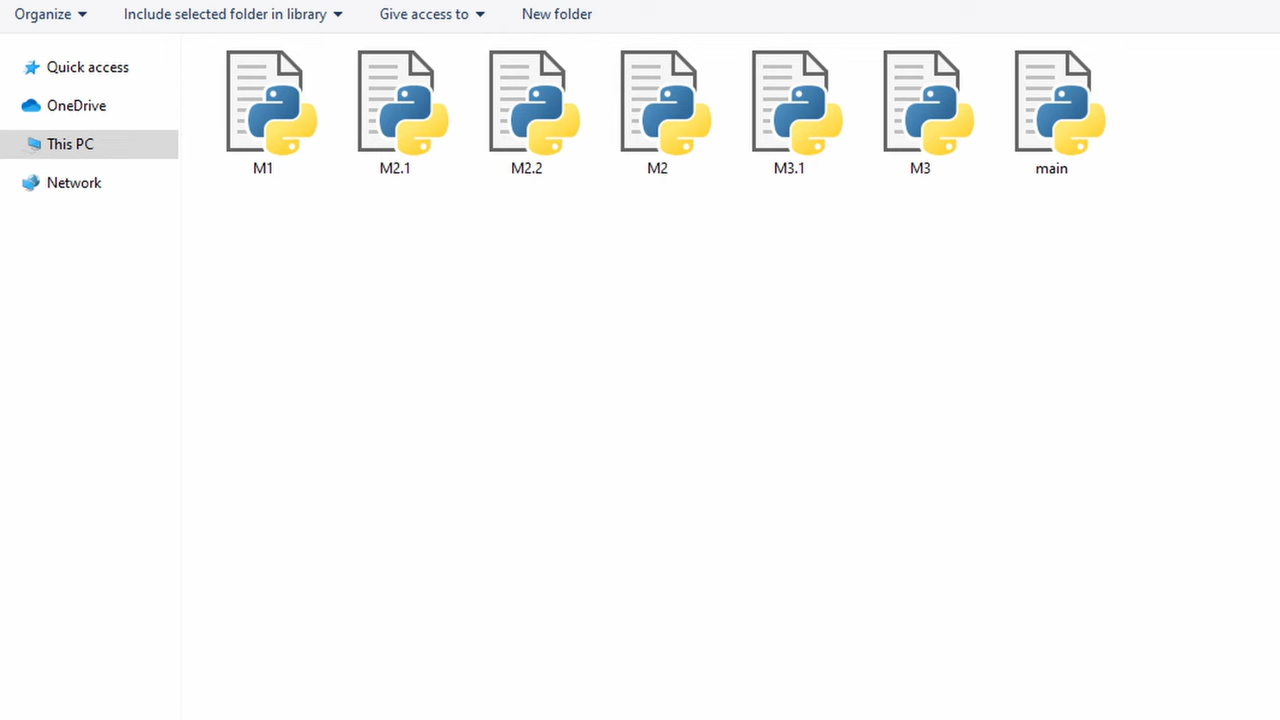 Organize Include selected folder in library Give access to New folder
Quick access
OneDrive
This PC
Network
M1 M2.1 M2.2 M2 M3.1 M3 main